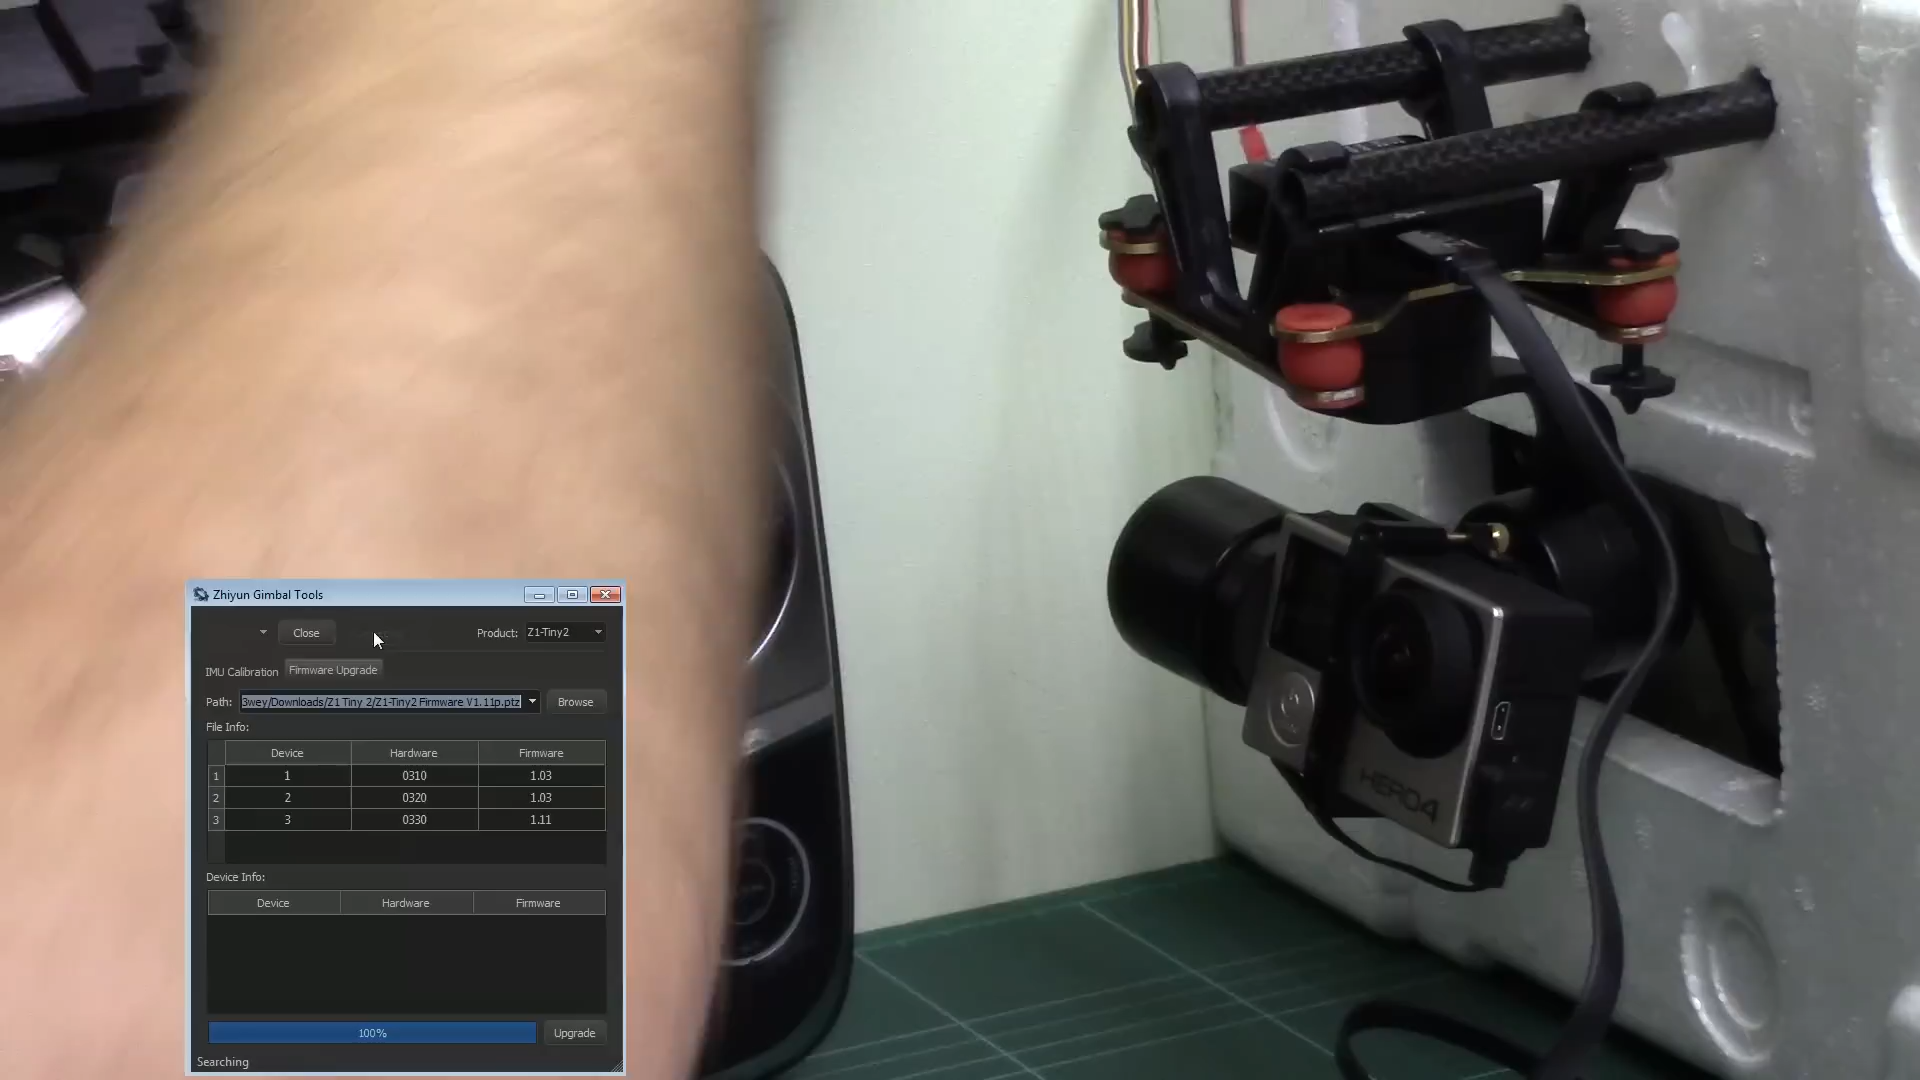 Zhiyun Gimbal Tools
Close
Product: Z1-Tiny2
IMU Calibration Firmware Upgrade
Path: 3wey/Downloads/Z1 Tiny 2/Z1-Tiny2 Firmware V1.11p.ptz Browse
File Info:
Device Hardware Firmware
1 1 0310 1.03
2 2 0320 1.03
3 3 0330 1.11
Device Info:
Device Hardware Firmware
100% Upgrade
Searching
HERO4